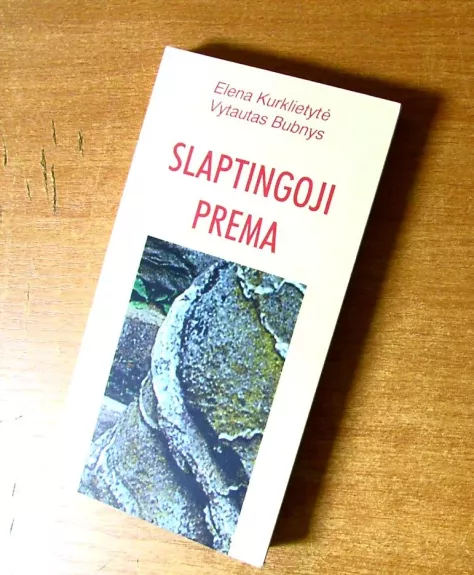 Elena Kurklietytė
Vytautas Bubnys
SLAPTINGOJI
PREMA